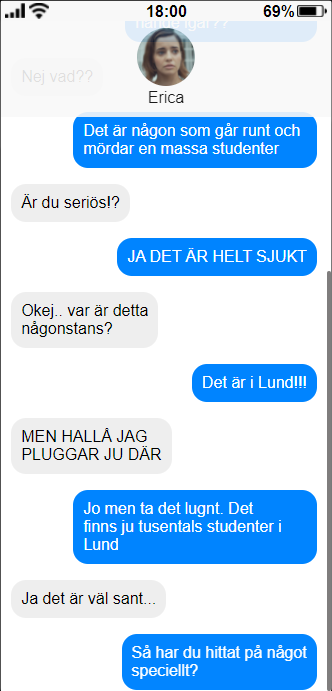 18:00
69%
hände igår??
Nej vad??
Erica
Det är någon som går runt och
mördar en massa studenter
Är du seriös!?
JA DET ÄR HELT SJUKT
Okej.. var är detta
någonstans?
Det är i Lund!!!
MEN HALLÅ JAG
PLUGGAR JU DÄR
Jo men ta det lugnt. Det
finns ju tusentals studenter i
Lund
Ja det är väl sant...
Så har du hittat på något
speciellt?